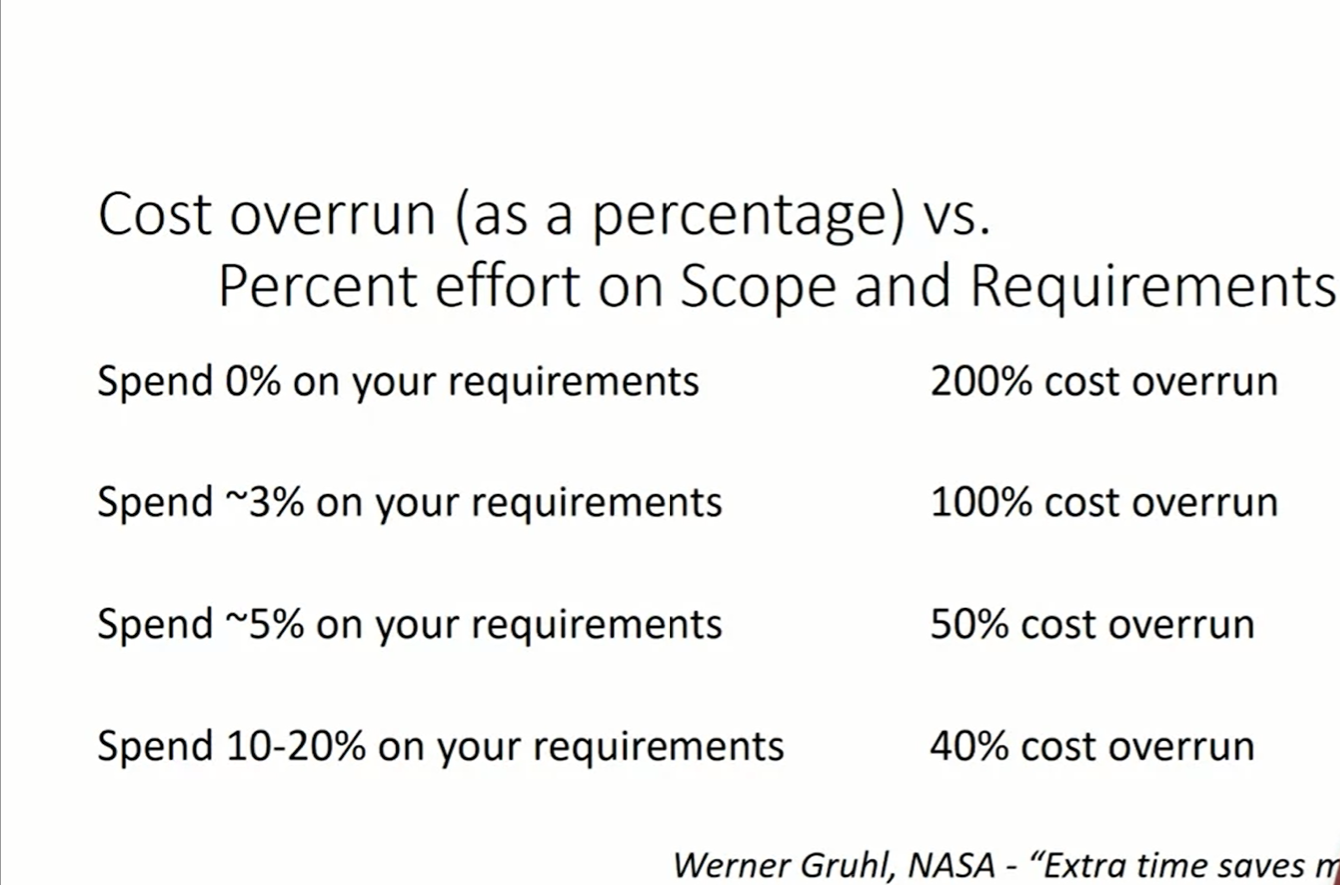 Cost overrun (as a percentage) vs.
Percent effort on Scope and Requirements
Spend 0% on your requirements 200% cost overrun
Spend ~3% on your requirements 100% cost overrun
Spend ~5% on your requirements 50% cost overrun
Spend 10-20% on your requirements 40% cost overrun
Werner Gruhl, NASA - “Extra time saves